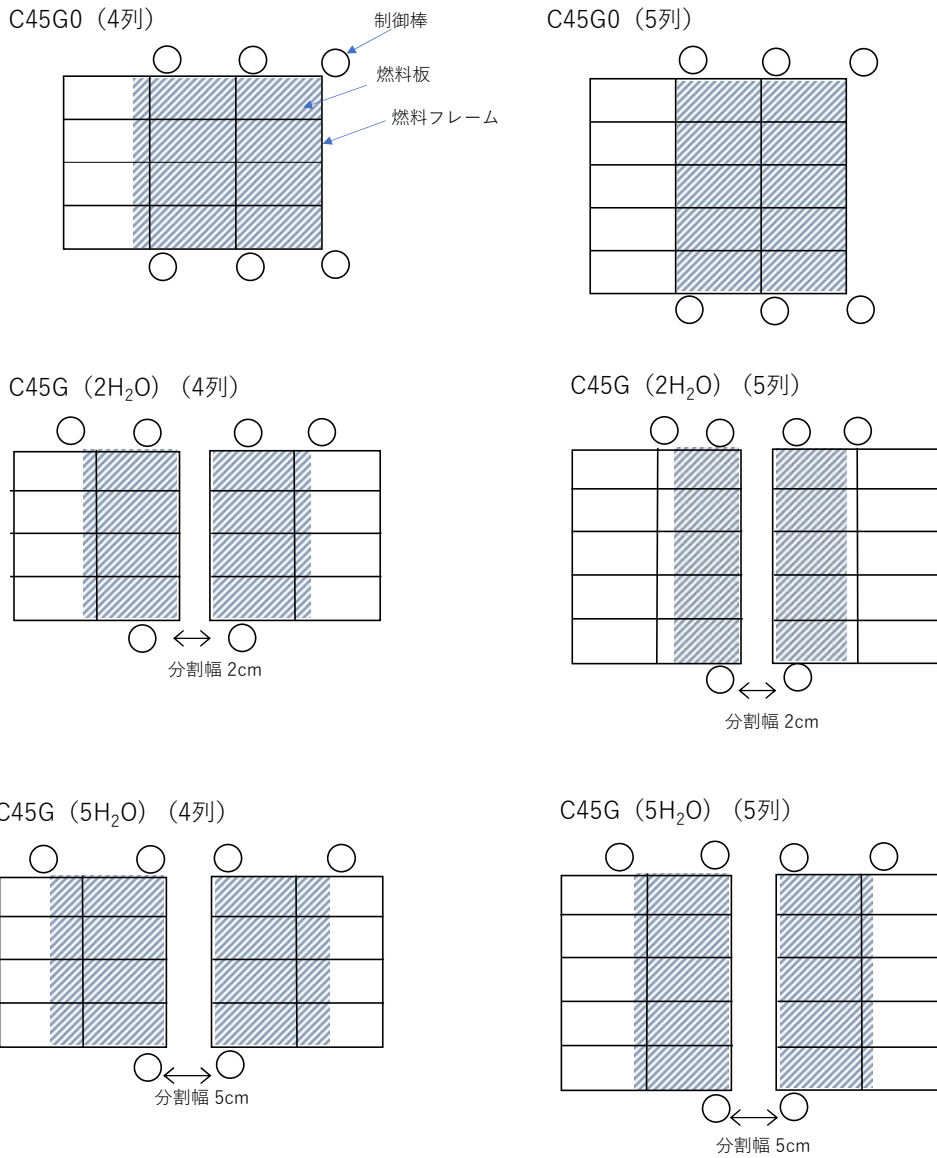 C45G0（4列）
制御棒
燃料板
燃料フレーム
C45G0（5列）
C45G（2H₂O）（4列）
分割幅 2cm
C45G（2H₂O）（5列）
分割幅 2cm
C45G（5H₂O）（4列）
分割幅 5cm
C45G（5H₂O）（5列）
分割幅 5cm